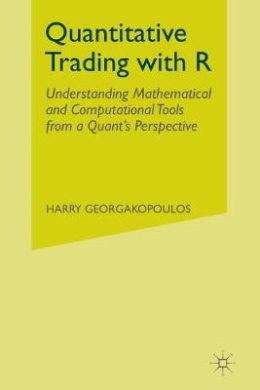 Quantitative
Trading with R
Understanding Mathematical
and Computational Tools
from a Quant's Perspective
HARRY GEORGAKOPOULOS